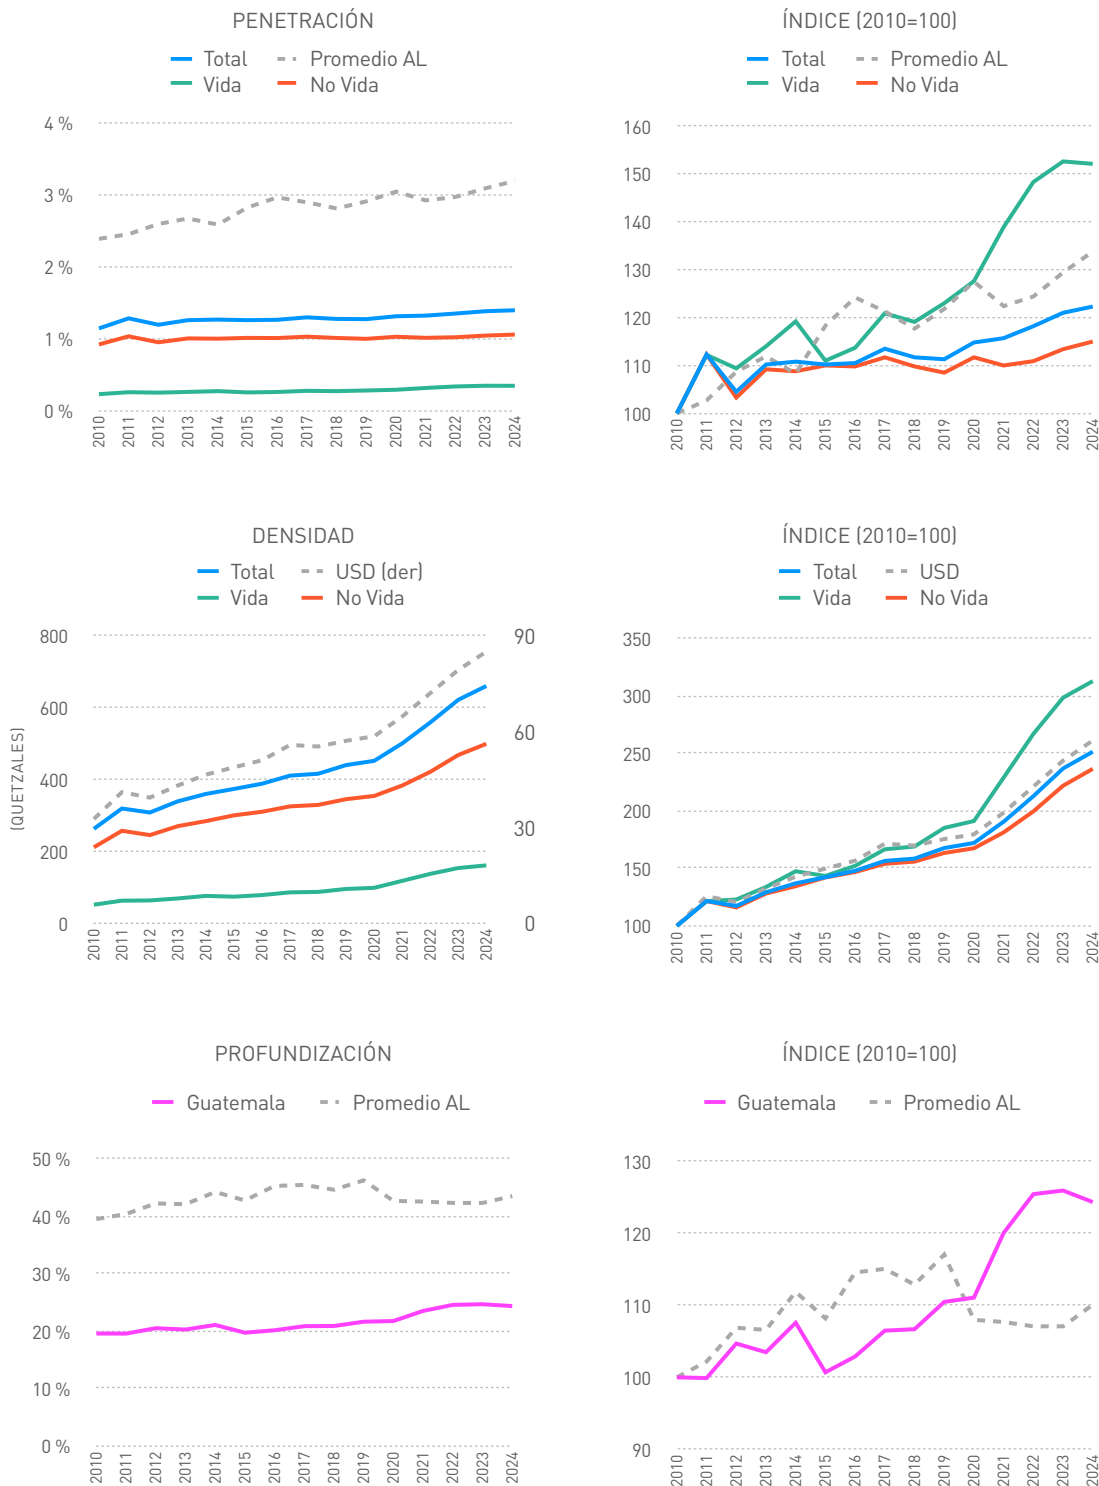 PENETRACIÓN
Total Promedio AL
Vida No Vida
4 %
3 %
2 %
1 %
0 %
2010 2011 2012 2013 2014 2015 2016 2017 2018 2019 2020 2021 2022 2023 2024
ÍNDICE (2010=100)
Total Promedio AL
Vida No Vida
160
150
140
130
120
110
100
2010 2011 2012 2013 2014 2015 2016 2017 2018 2019 2020 2021 2022 2023 2024
DENSIDAD
Total USD (der)
Vida No Vida
(QUETZALES)
800 90
600 60
400
200 30
0 0
2010 2011 2012 2013 2014 2015 2016 2017 2018 2019 2020 2021 2022 2023 2024
ÍNDICE (2010=100)
Total USD
Vida No Vida
350
300
250
200
150
100
2010 2011 2012 2013 2014 2015 2016 2017 2018 2019 2020 2021 2022 2023 2024
PROFUNDIZACIÓN
Guatemala Promedio AL
50 %
40 %
30 %
20 %
10 %
0 %
2010 2011 2012 2013 2014 2015 2016 2017 2018 2019 2020 2021 2022 2023 2024
ÍNDICE (2010=100)
Guatemala Promedio AL
130
120
110
100
90
2010 2011 2012 2013 2014 2015 2016 2017 2018 2019 2020 2021 2022 2023 2024